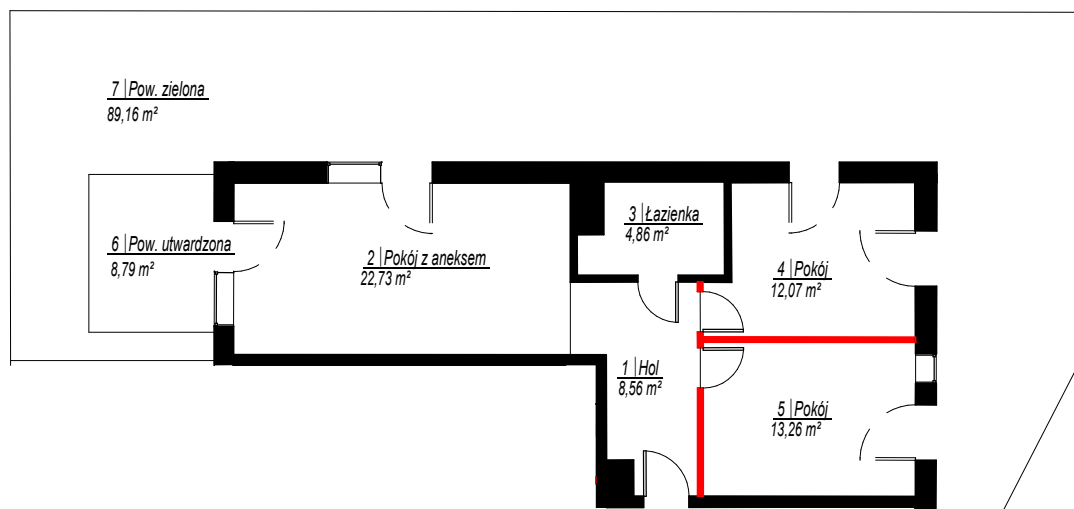 7 | Pow. zielona
89,16 m²
6 | Pow. utwardzona
8,79 m²
2 | Pokój z aneksem
22,73 m²
3 | Łazienka
4,86 m²
4 | Pokój
12,07 m²
1 | Hol
8,56 m²
5 | Pokój
13,26 m²